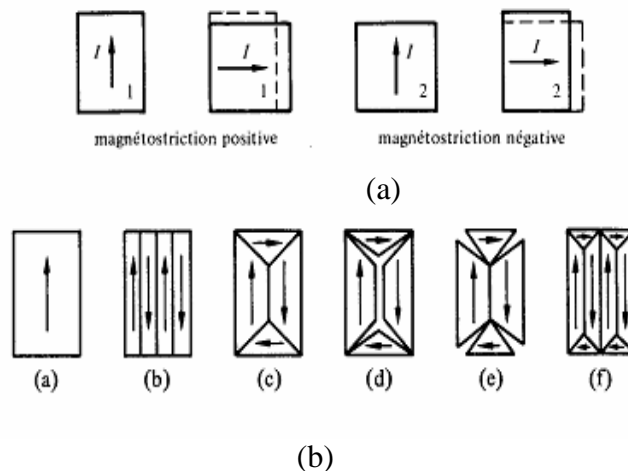 I I I I
1 1 2 2
magnétostriction positive magnétostriction négative
(a)
(a) (b) (c) (d) (e) (f)
(b)